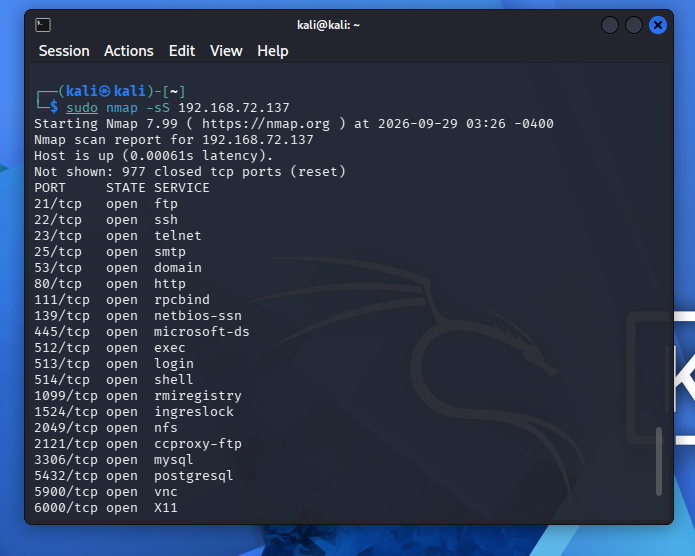 kali@kali: ~
Session Actions Edit View Help
┌──(kali㉿kali)-[~]
└─$ sudo nmap -sS 192.168.72.137
Starting Nmap 7.99 ( https://nmap.org ) at 2026-09-29 03:26 -0400
Nmap scan report for 192.168.72.137
Host is up (0.00061s latency).
Not shown: 977 closed tcp ports (reset)
PORT     STATE SERVICE
21/tcp   open  ftp
22/tcp   open  ssh
23/tcp   open  telnet
25/tcp   open  smtp
53/tcp   open  domain
80/tcp   open  http
111/tcp  open  rpcbind
139/tcp  open  netbios-ssn
445/tcp  open  microsoft-ds
512/tcp  open  exec
513/tcp  open  login
514/tcp  open  shell
1099/tcp open  rmiregistry
1524/tcp open  ingreslock
2049/tcp open  nfs
2121/tcp open  ccproxy-ftp
3306/tcp open  mysql
5432/tcp open  postgresql
5900/tcp open  vnc
6000/tcp open  X11